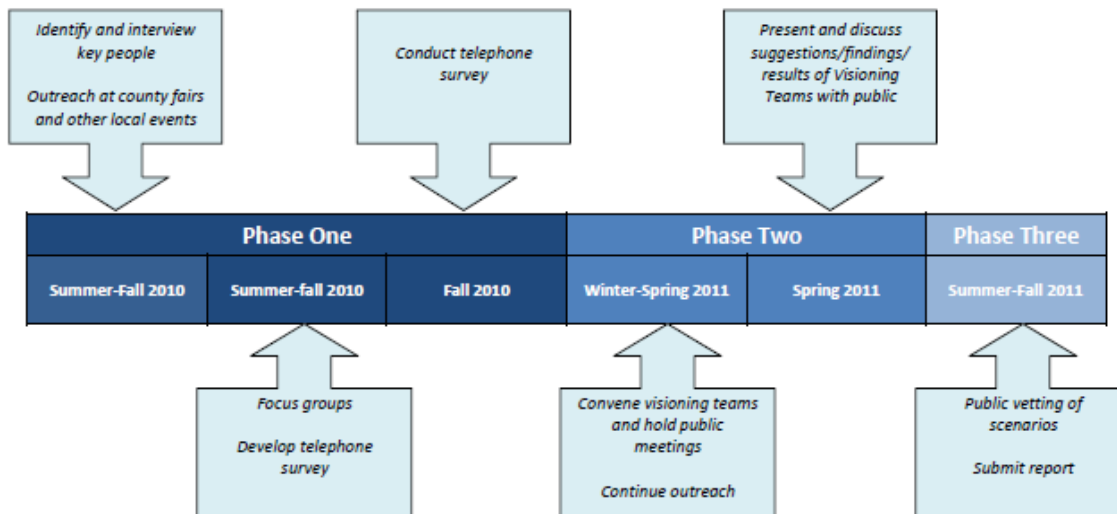 Identify and interview
key people
Outreach at county fairs
and other local events
Conduct telephone
survey
Present and discuss
suggestions/findings/
results of Visioning
Teams with public
Phase One
Phase Two
Phase Three
Summer-Fall 2010
Summer-fall 2010
Fall 2010
Winter-Spring 2011
Spring 2011
Summer-Fall 2011
Focus groups
Develop telephone
survey
Convene visioning teams
and hold public
meetings
Continue outreach
Public vetting of
scenarios
Submit report